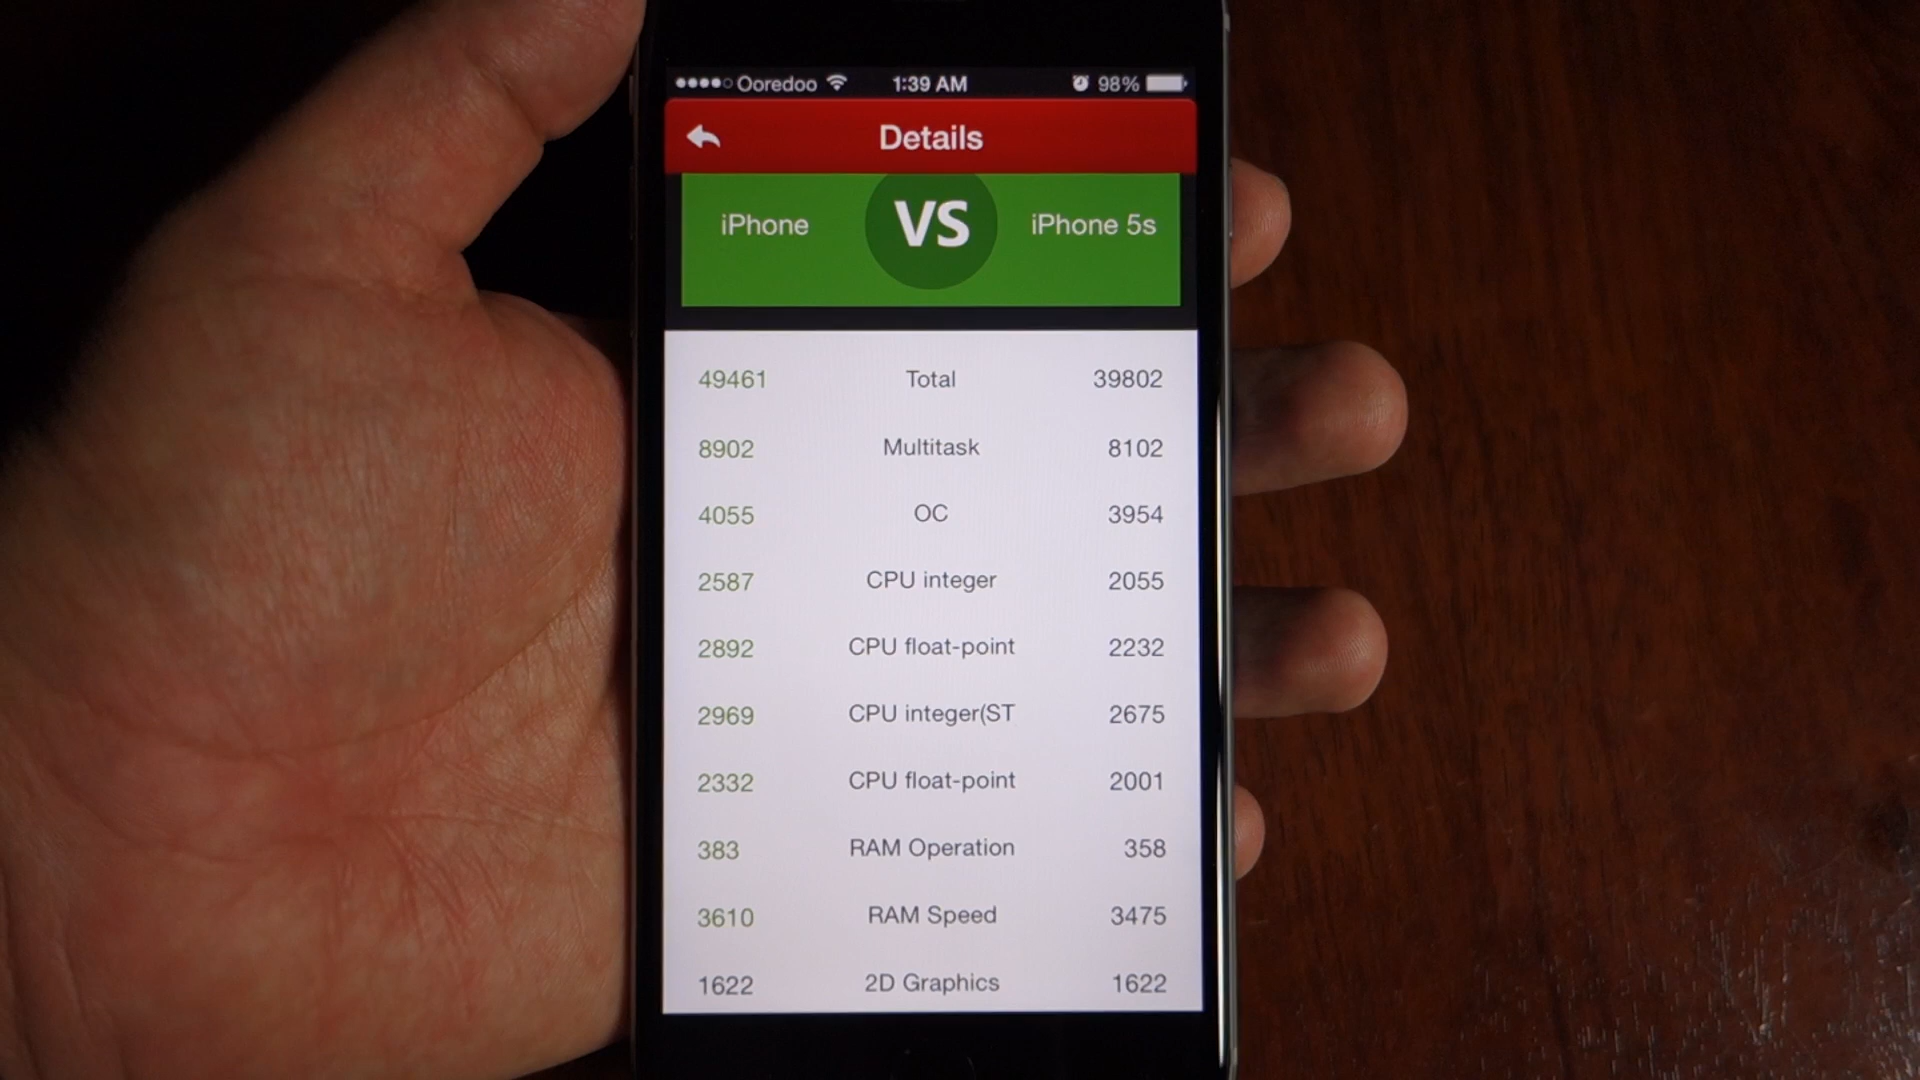 Ooredoo 1:39 AM 98%
Details
iPhone VS iPhone 5s
49461 Total 39802
8902 Multitask 8102
4055 OC 3954
2587 CPU integer 2055
2892 CPU float-point 2232
2969 CPU integer(ST 2675
2332 CPU float-point 2001
383 RAM Operation 358
3610 RAM Speed 3475
1622 2D Graphics 1622